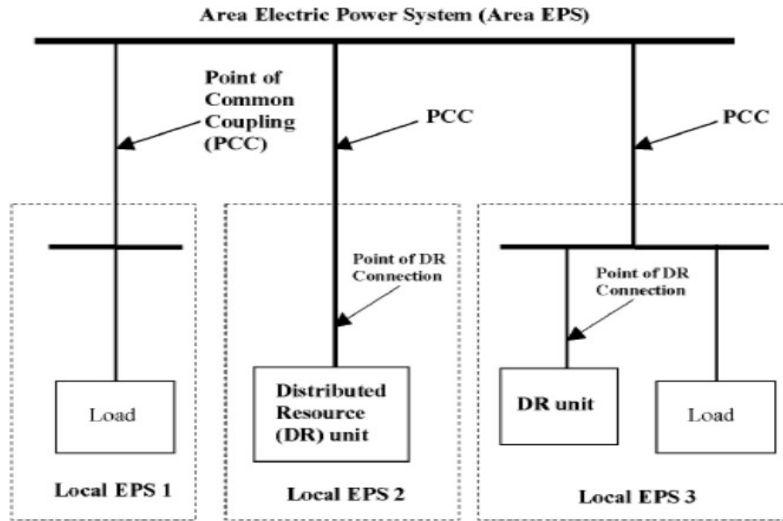 Area Electric Power System (Area EPS)
Point of
Common
Coupling
(PCC)
PCC
PCC
Point of DR
Connection
Point of DR
Connection
Load
Distributed
Resource
(DR) unit
DR unit
Load
Local EPS 1
Local EPS 2
Local EPS 3